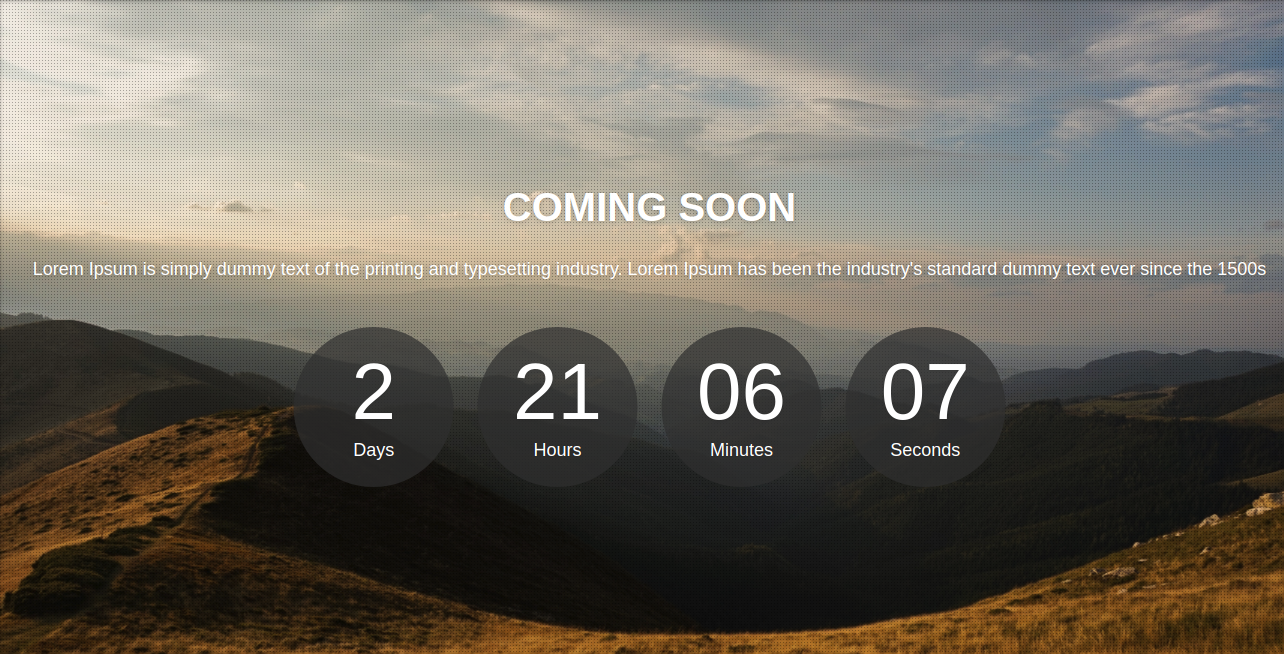 COMING SOON
Lorem Ipsum is simply dummy text of the printing and typesetting industry. Lorem Ipsum has been the industry's standard dummy text ever since the 1500s
2 21 06 07
Days Hours Minutes Seconds